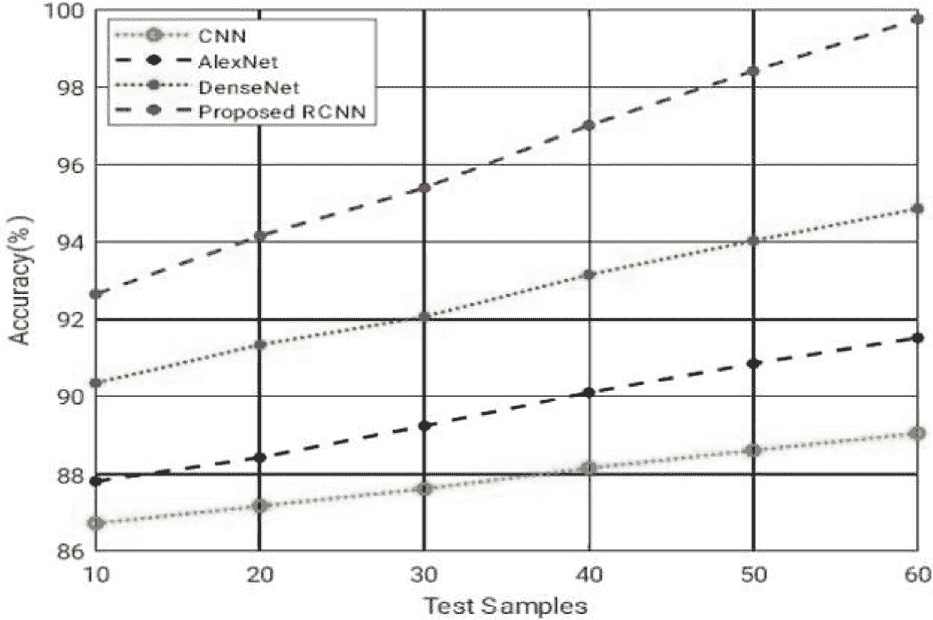 100
98
96
94
92
90
88
86
Accuracy(%)
CNN
AlexNet
DenseNet
Proposed RCNN
10 20 30 40 50 60
Test Samples